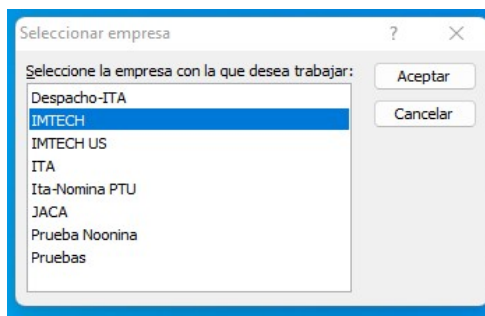 Seleccionar empresa
?
Seleccione la empresa con la que desea trabajar:
Aceptar
Cancelar
Despacho-ITA
IMTECH
IMTECH US
ITA
Ita-Nomina PTU
JACA
Prueba Noonina
Pruebas